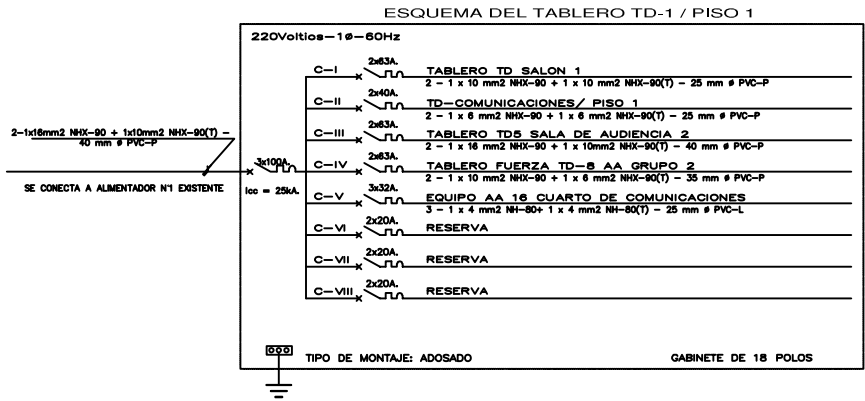 ESQUEMA DEL TABLERO TD-1 / PISO 1
220Voltios-1ø-60Hz
C-I 2x63A. TABLERO TD SALON 1
2 - 1 x 10 mm2 NHX-90 + 1 x 10 mm2 NHX-90(T) - 25 mm ø PVC-P
C-II 2x40A. TD-COMUNICACIONES/ PISO 1
2 - 1 x 6 mm2 NHX-90 + 1 x 6 mm2 NHX-90(T) - 25 mm ø PVC-P
C-III 2x63A. TABLERO TD5 SALA DE AUDIENCIA 2
2 - 1 x 16 mm2 NHX-90 + 1 x 10mm2 NHX-90(T) - 40 mm ø PVC-P
2-1x16mm2 NHX-90 + 1x10mm2 NHX-90(T) -
40 mm ø PVC-P
SE CONECTA A ALIMENTADOR N'1 EXISTENTE
3x100A.
Icc = 25kA.
C-IV 2x63A. TABLERO FUERZA TD-6 AA GRUPO 2
2 - 1 x 10 mm2 NHX-90 + 1 x 6 mm2 NHX-90(T) - 35 mm ø PVC-P
C-V 3x32A. EQUIPO AA 16 CUARTO DE COMUNICACIONES
3 - 1 x 4 mm2 NH-80+ 1 x 4 mm2 NH-80(T) - 25 mm ø PVC-L
C-VI 2x20A. RESERVA
C-VII 2x20A. RESERVA
C-VIII 2x20A. RESERVA
TIPO DE MONTAJE: ADOSADO
GABINETE DE 18 POLOS